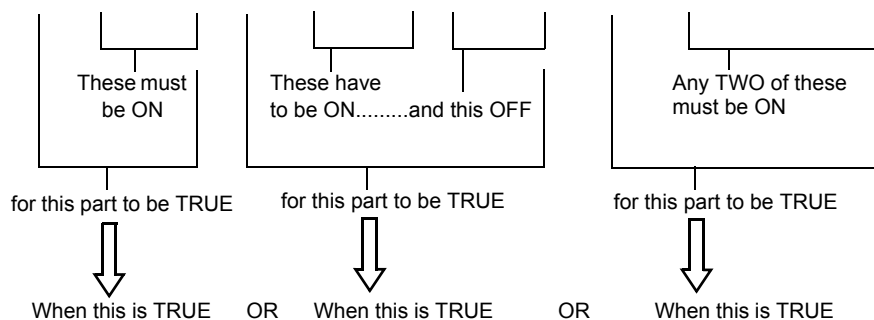 These must
be ON
These have
to be ON.........and this OFF
Any TWO of these
must be ON
for this part to be TRUE
for this part to be TRUE
for this part to be TRUE
When this is TRUE OR When this is TRUE OR When this is TRUE